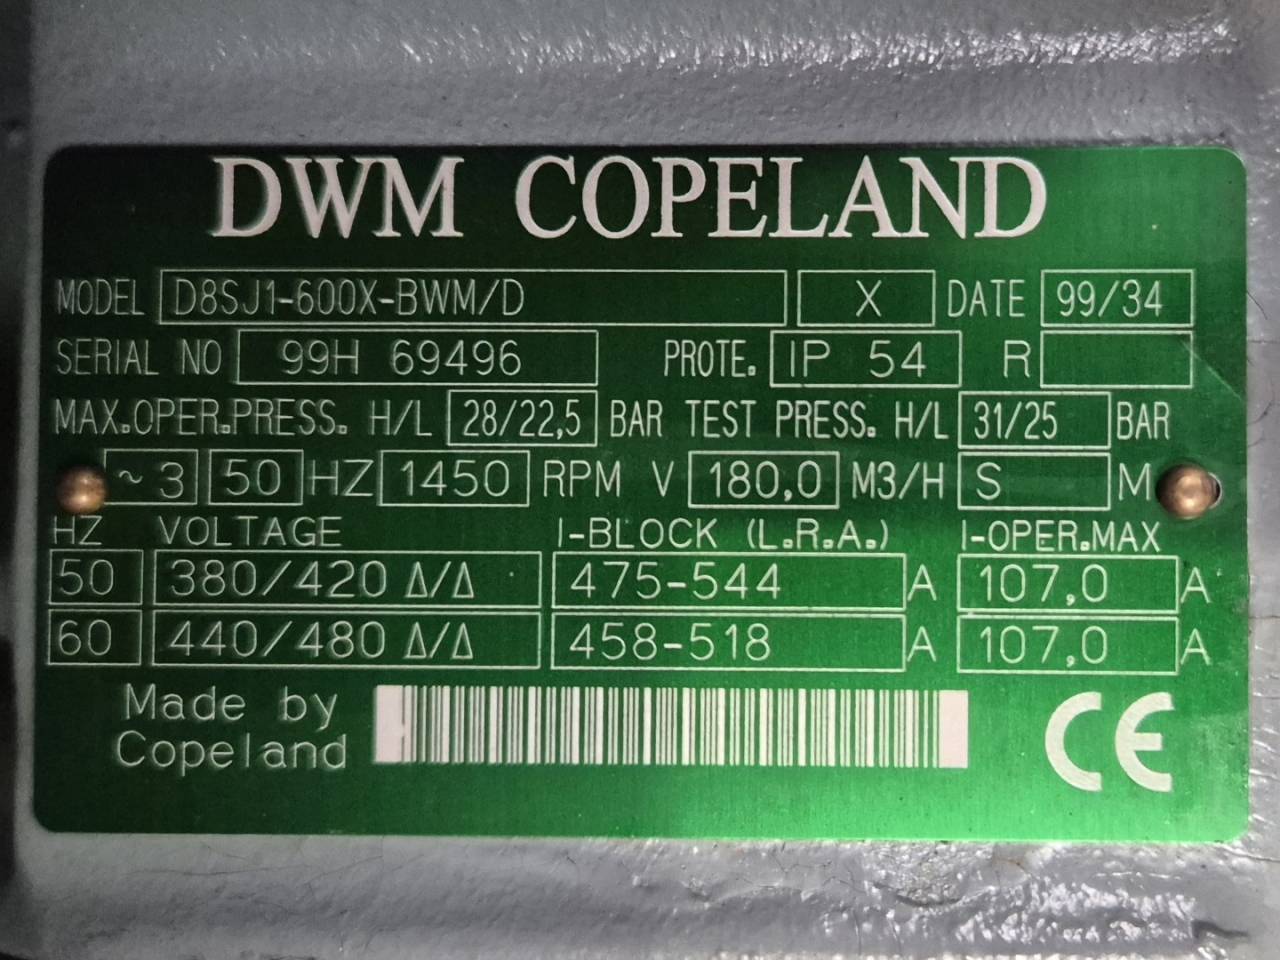 DWM COPELAND
MODEL D8SJ1-600X-BWM/D X DATE 99/34
SERIAL NO 99H 69496 PROTE. IP 54 R
MAX.OPER.PRESS. H/L 28/22,5 BAR TEST PRESS. H/L 31/25 BAR
~3 50 HZ 1450 RPM V 180,0 M3/H S M
HZ VOLTAGE I-BLOCK (L.R.A.) I-OPER.MAX
50 380/420 Δ/Δ 475-544 A 107,0 A
60 440/480 Δ/Δ 458-518 A 107,0 A
Made by
Copeland
CE